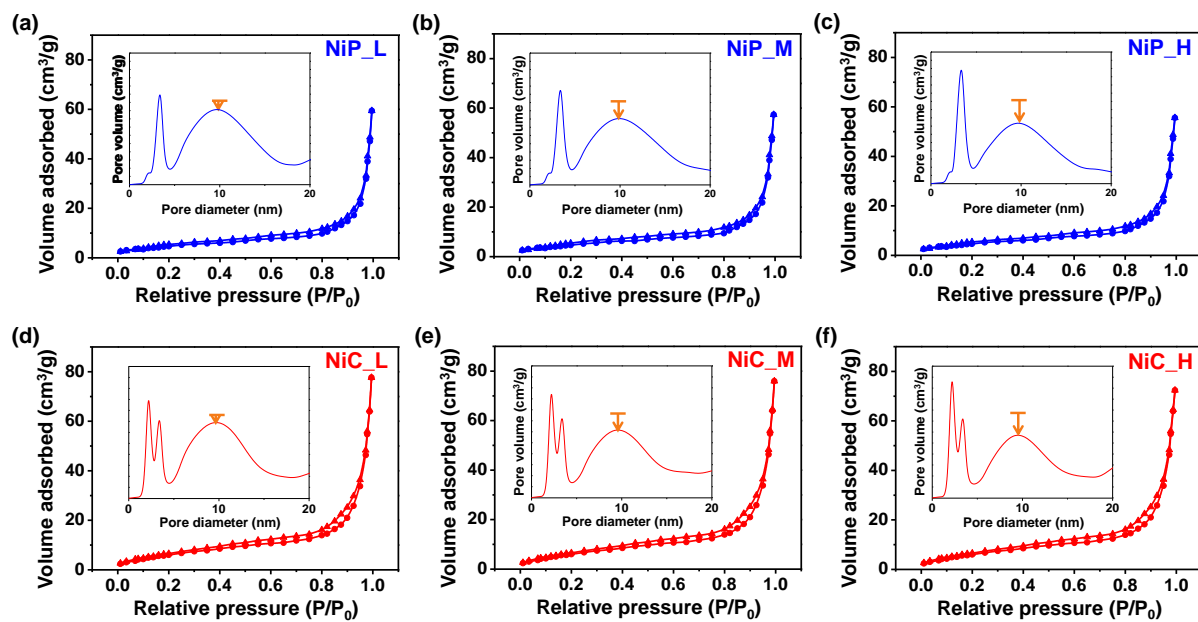 (a)
NiP_L
Volume adsorbed (cm³/g)
80
60
40
20
0
0.0 0.2 0.4 0.6 0.8 1.0
Relative pressure (P/P₀)
Pore volume (cm³/g)
0 10 20
Pore diameter (nm)
(b)
NiP_M
Volume adsorbed (cm³/g)
80
60
40
20
0
0.0 0.2 0.4 0.6 0.8 1.0
Relative pressure (P/P₀)
Pore volume (cm³/g)
0 10 20
Pore diameter (nm)
(c)
NiP_H
Volume adsorbed (cm³/g)
80
60
40
20
0
0.0 0.2 0.4 0.6 0.8 1.0
Relative pressure (P/P₀)
Pore volume (cm³/g)
0 10 20
Pore diameter (nm)
(d)
NiC_L
Volume adsorbed (cm³/g)
80
60
40
20
0
0.0 0.2 0.4 0.6 0.8 1.0
Relative pressure (P/P₀)
Pore volume (cm³/g)
0 10 20
Pore diameter (nm)
(e)
NiC_M
Volume adsorbed (cm³/g)
80
60
40
20
0
0.0 0.2 0.4 0.6 0.8 1.0
Relative pressure (P/P₀)
Pore volume (cm³/g)
0 10 20
Pore diameter (nm)
(f)
NiC_H
Volume adsorbed (cm³/g)
80
60
40
20
0
0.0 0.2 0.4 0.6 0.8 1.0
Relative pressure (P/P₀)
Pore volume (cm³/g)
0 10 20
Pore diameter (nm)